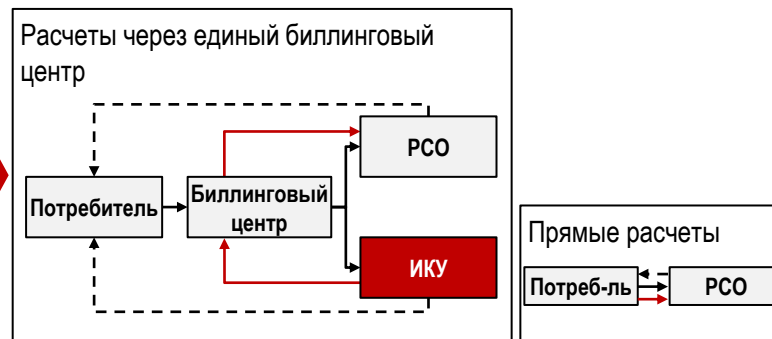 Расчеты через единый биллинговый
центр
РСО
Потребитель
Биллинговый
центр
ИКУ
Прямые расчеты
Потреб-ль
РСО